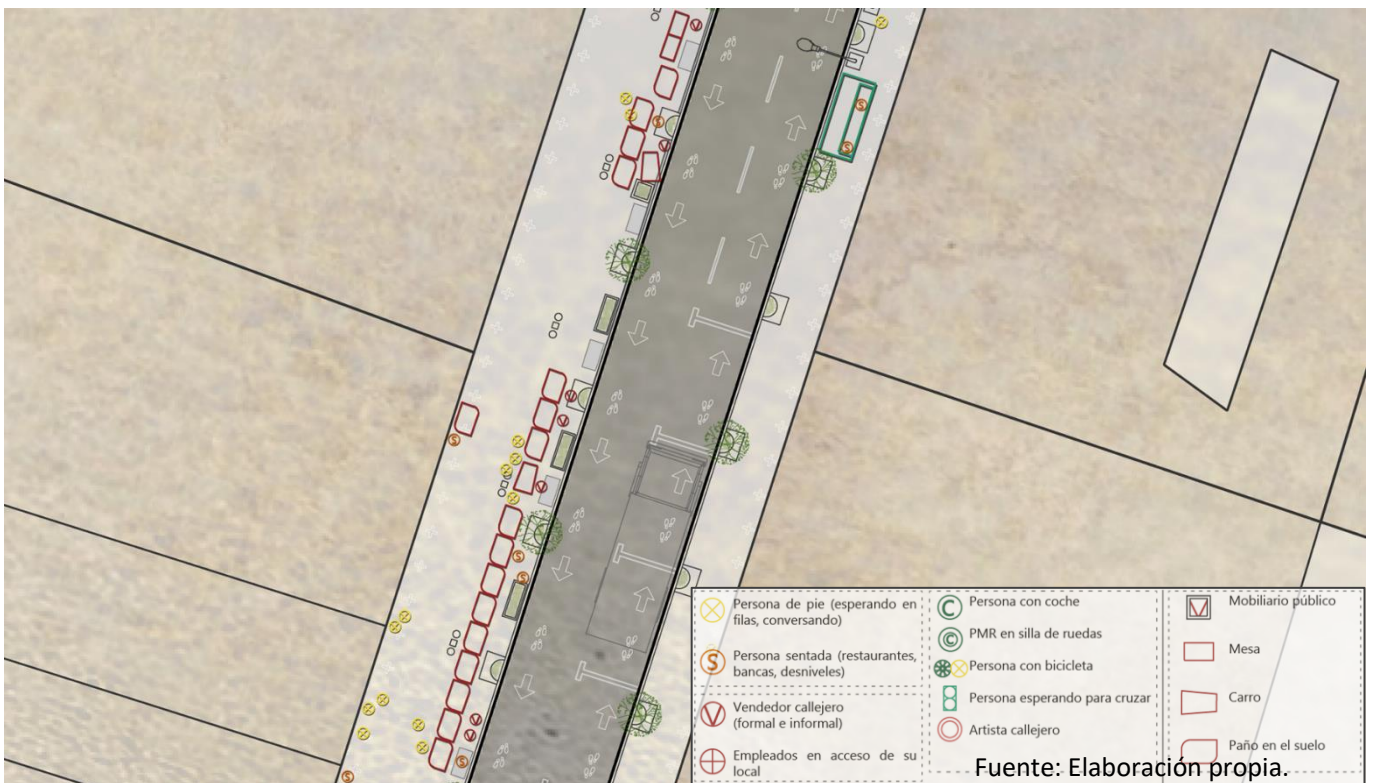 Persona de pie (esperando en
filas, conversando)
Persona sentada (restaurantes,
bancas, desniveles)
Vendedor callejero
(formal e informal)
Empleados en acceso de su
local
Persona con coche
PMR en silla de ruedas
Persona con bicicleta
Persona esperando para cruzar
Artista callejero
Mobiliario público
Mesa
Carro
Paño en el suelo
Fuente: Elaboración propia.